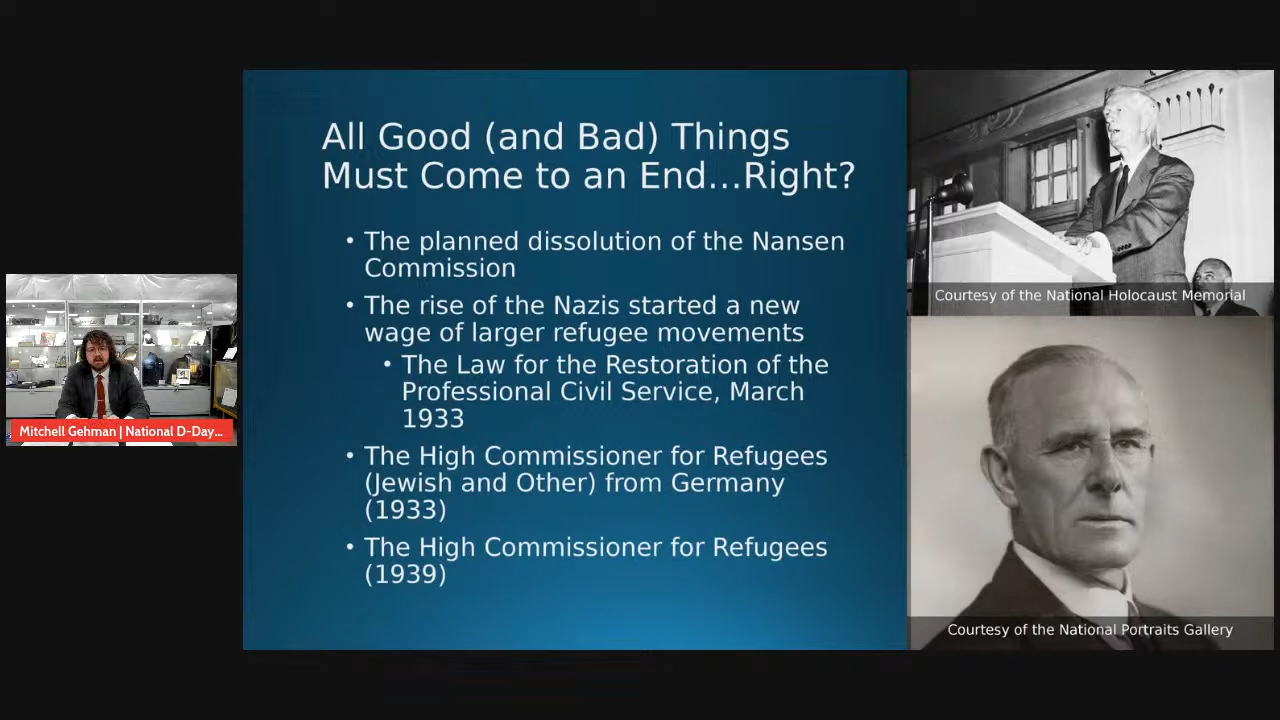 All Good (and Bad) Things
Must Come to an End...Right?
• The planned dissolution of the Nansen
Commission
• The rise of the Nazis started a new
wage of larger refugee movements
• The Law for the Restoration of the
Professional Civil Service, March
1933
• The High Commissioner for Refugees
(Jewish and Other) from Germany
(1933)
• The High Commissioner for Refugees
(1939)
Courtesy of the National Holocaust Memorial
Courtesy of the National Portraits Gallery
Mitchell Gehman | National D-Day...